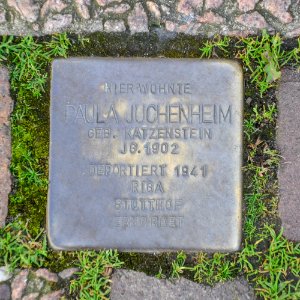 HIER WOHNTE
PAULA JUCHENHEIM
GEB. KATZENSTEIN
JG. 1902
DEPORTIERT 1941
RIGA
STUTTHOF
ERMORDET